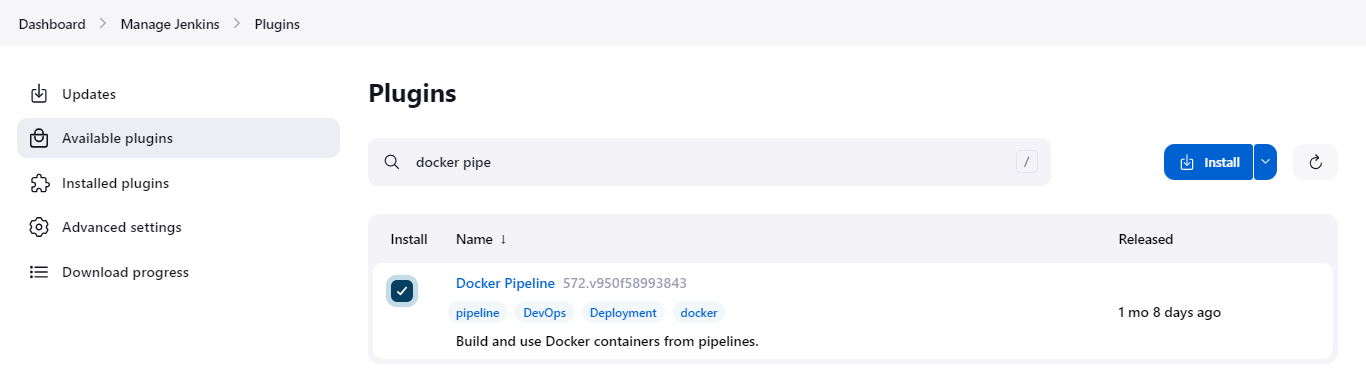 Dashboard > Manage Jenkins > Plugins
Updates
Available plugins
Installed plugins
Advanced settings
Download progress
Plugins
docker pipe /
Install
Install Name ↓ Released
Docker Pipeline 572.v950f58993843
pipeline DevOps Deployment docker
1 mo 8 days ago
Build and use Docker containers from pipelines.